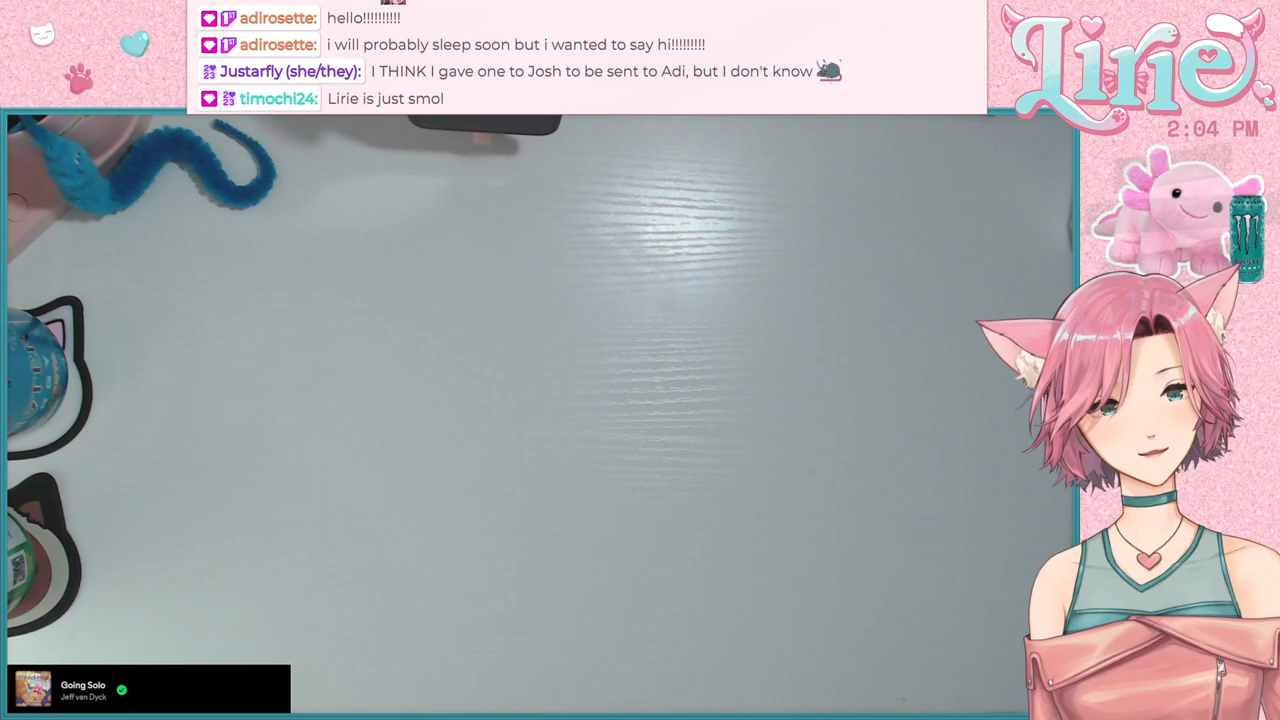 adirosette: hello!!!!!!!!!!
adirosette: i will probably sleep soon but i wanted to say hi!!!!!!!!!
Justarfly (she/they): I THINK I gave one to Josh to be sent to Adi, but I don't know
timochi24: Lirie is just smol
Lirie
2:04 PM
Going Solo
Jeff van Dyck